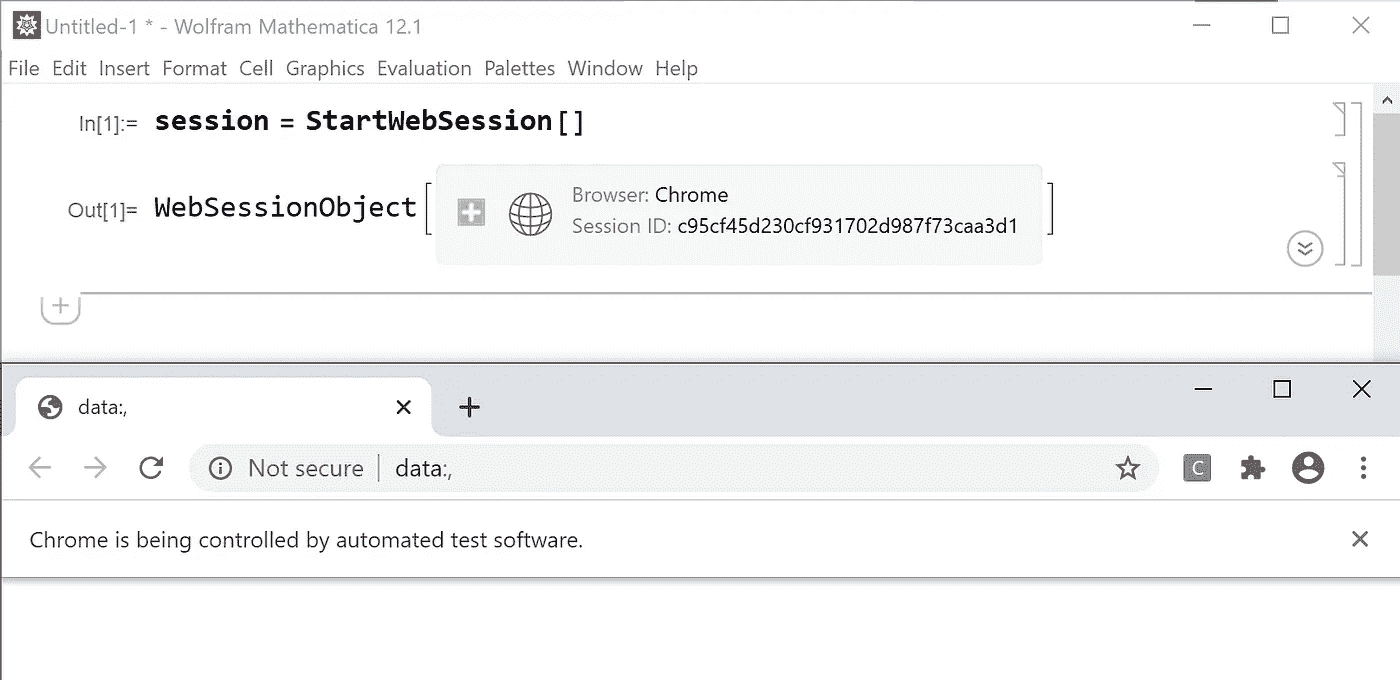 Untitled-1 * - Wolfram Mathematica 12.1
File Edit Insert Format Cell Graphics Evaluation Palettes Window Help
In[1]:= session = StartWebSession[]
Out[1]= WebSessionObject[
Browser: Chrome
Session ID: c95cf45d230cf931702d987f73caa3d1
]
data:,
Not secure | data:,
C
Chrome is being controlled by automated test software.